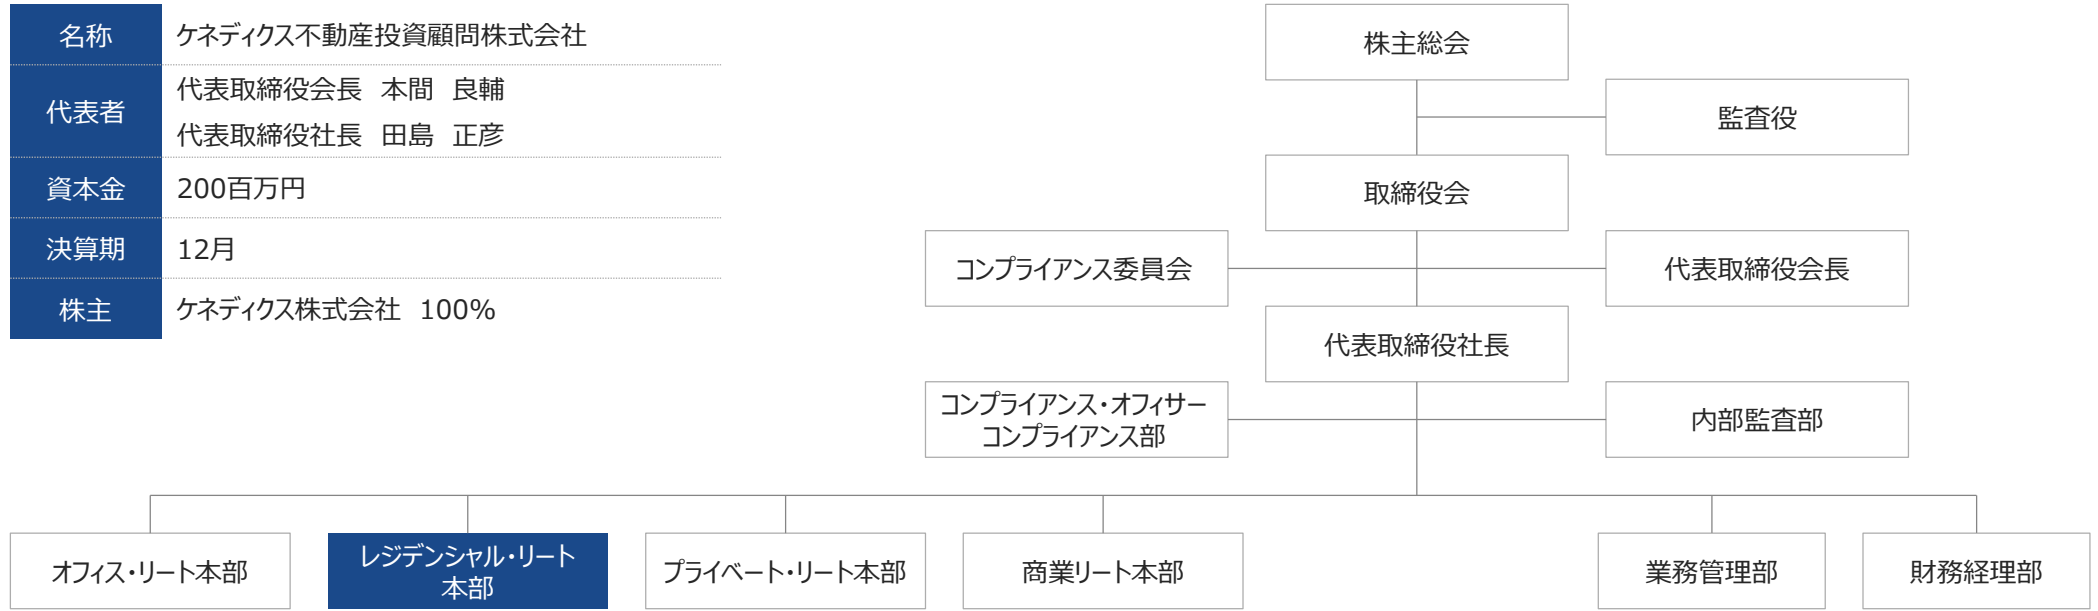 名称 ケネディクス不動産投資顧問株式会社
代表者 代表取締役会長 本間 良輔
代表取締役社長 田島 正彦
資本金 200百万円
決算期 12月
株主 ケネディクス株式会社 100%
株主総会
監査役
取締役会
コンプライアンス委員会
代表取締役会長
代表取締役社長
コンプライアンス・オフィサー
コンプライアンス部
内部監査部
オフィス・リート本部
レジデンシャル・リート
本部
プライベート・リート本部
商業リート本部
業務管理部
財務経理部